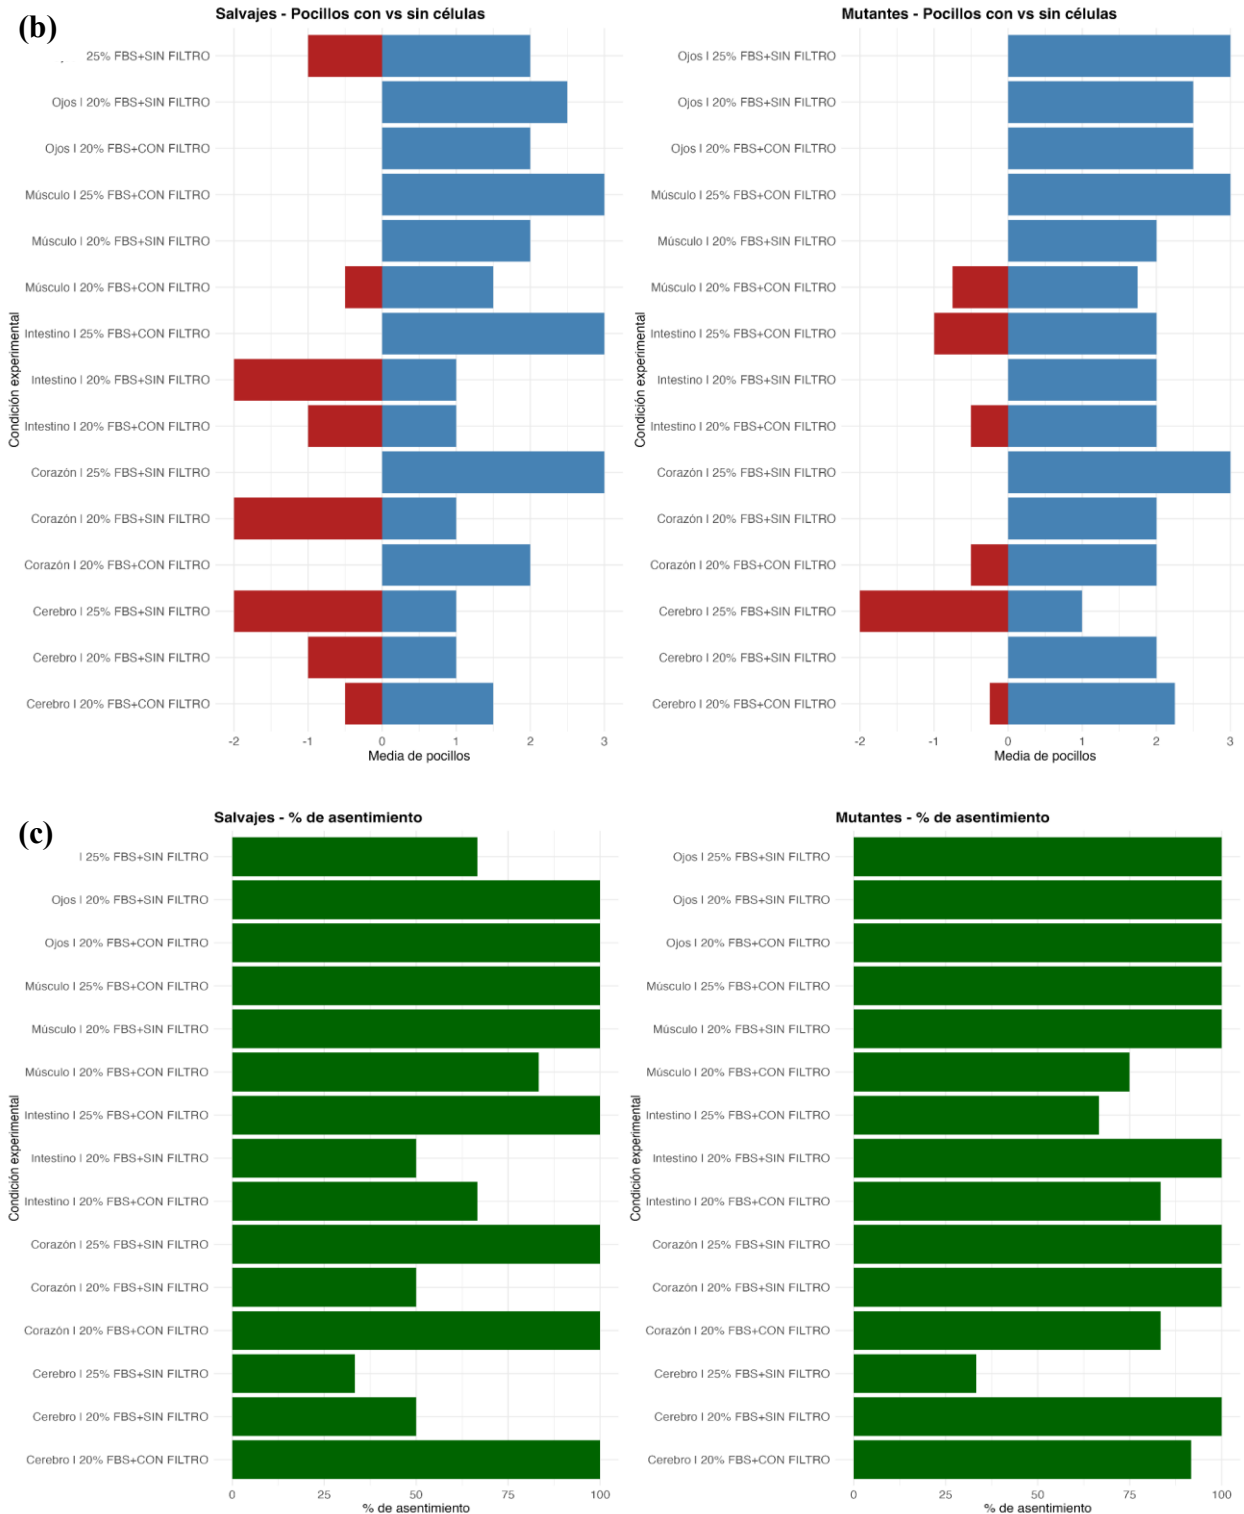 (b)
Salvajes - Pocillos con vs sin células
25% FBS+SIN FILTRO
Ojos | 20% FBS+SIN FILTRO
Ojos | 20% FBS+CON FILTRO
Músculo | 25% FBS+CON FILTRO
Músculo | 20% FBS+SIN FILTRO
Músculo | 20% FBS+CON FILTRO
Intestino | 25% FBS+CON FILTRO
Intestino | 20% FBS+SIN FILTRO
Intestino | 20% FBS+CON FILTRO
Corazón | 25% FBS+SIN FILTRO
Corazón | 20% FBS+SIN FILTRO
Corazón | 20% FBS+CON FILTRO
Cerebro | 25% FBS+SIN FILTRO
Cerebro | 20% FBS+SIN FILTRO
Cerebro | 20% FBS+CON FILTRO
Condición experimental
-2 -1 0 1 2 3
Media de pocillos
Mutantes - Pocillos con vs sin células
Ojos | 25% FBS+SIN FILTRO
Ojos | 20% FBS+SIN FILTRO
Ojos | 20% FBS+CON FILTRO
Músculo | 25% FBS+CON FILTRO
Músculo | 20% FBS+SIN FILTRO
Músculo | 20% FBS+CON FILTRO
Intestino | 25% FBS+CON FILTRO
Intestino | 20% FBS+SIN FILTRO
Intestino | 20% FBS+CON FILTRO
Corazón | 25% FBS+SIN FILTRO
Corazón | 20% FBS+SIN FILTRO
Corazón | 20% FBS+CON FILTRO
Cerebro | 25% FBS+SIN FILTRO
Cerebro | 20% FBS+SIN FILTRO
Cerebro | 20% FBS+CON FILTRO
Condición experimental
-2 -1 0 1 2 3
Media de pocillos
(c)
Salvajes - % de asentimiento
| 25% FBS+SIN FILTRO
Ojos | 20% FBS+SIN FILTRO
Ojos | 20% FBS+CON FILTRO
Músculo | 25% FBS+CON FILTRO
Músculo | 20% FBS+SIN FILTRO
Músculo | 20% FBS+CON FILTRO
Intestino | 25% FBS+CON FILTRO
Intestino | 20% FBS+SIN FILTRO
Intestino | 20% FBS+CON FILTRO
Corazón | 25% FBS+SIN FILTRO
Corazón | 20% FBS+SIN FILTRO
Corazón | 20% FBS+CON FILTRO
Cerebro | 25% FBS+SIN FILTRO
Cerebro | 20% FBS+SIN FILTRO
Cerebro | 20% FBS+CON FILTRO
Condición experimental
0 25 50 75 100
% de asentimiento
Mutantes - % de asentimiento
Ojos | 25% FBS+SIN FILTRO
Ojos | 20% FBS+SIN FILTRO
Ojos | 20% FBS+CON FILTRO
Músculo | 25% FBS+CON FILTRO
Músculo | 20% FBS+SIN FILTRO
Músculo | 20% FBS+CON FILTRO
Intestino | 25% FBS+CON FILTRO
Intestino | 20% FBS+SIN FILTRO
Intestino | 20% FBS+CON FILTRO
Corazón | 25% FBS+SIN FILTRO
Corazón | 20% FBS+SIN FILTRO
Corazón | 20% FBS+CON FILTRO
Cerebro | 25% FBS+SIN FILTRO
Cerebro | 20% FBS+SIN FILTRO
Cerebro | 20% FBS+CON FILTRO
Condición experimental
0 25 50 75 100
% de asentimiento